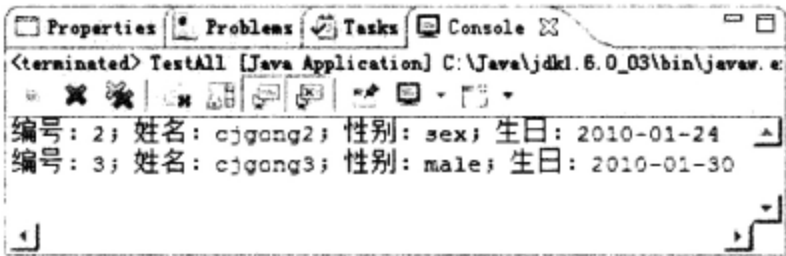 Properties Problems Tasks Console
<terminated> TestAll [Java Application] C:\Java\jdk1.6.0_03\bin\javaw.e
编号：2；姓名：cjgong2；性别：sex；生日：2010-01-24
编号：3；姓名：cjgong3；性别：male；生日：2010-01-30